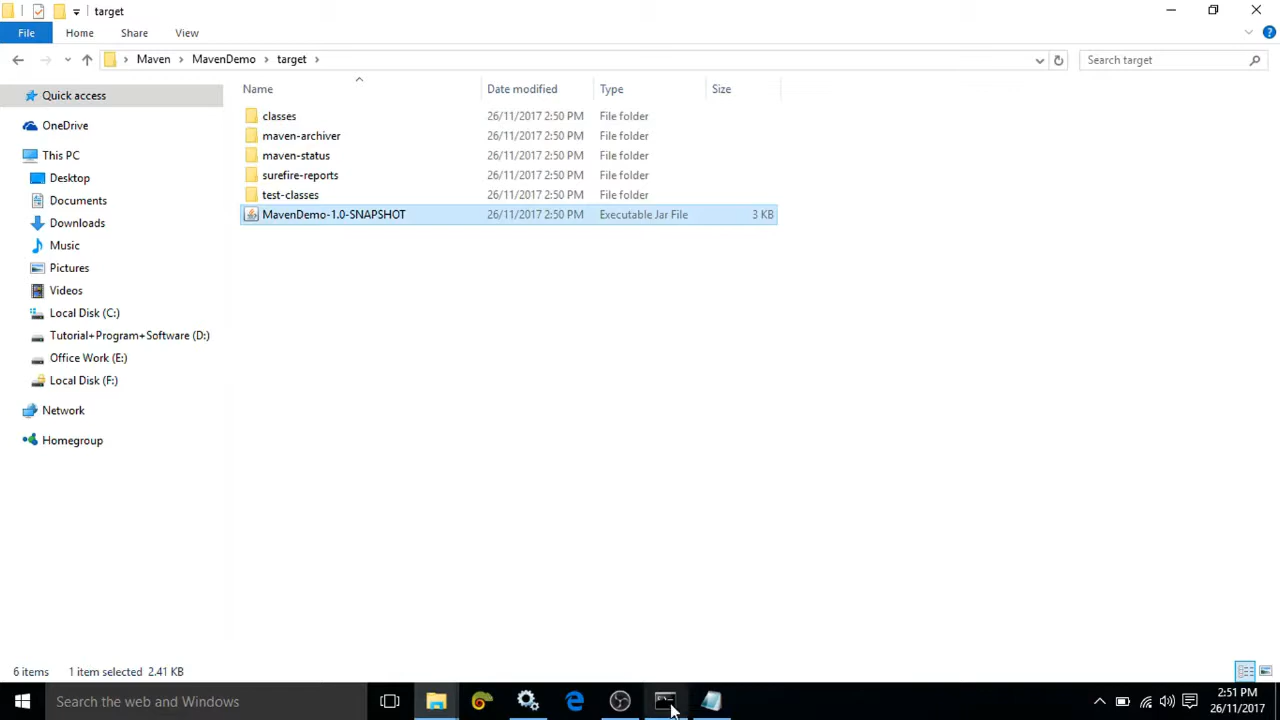 target
File Home Share View
Maven MavenDemo target Search target
Name Date modified Type Size
Quick access
OneDrive
This PC
Desktop
Documents
Downloads
Music
Pictures
Videos
Local Disk (C:)
Tutorial+Program+Software (D:)
Office Work (E:)
Local Disk (F:)
Network
Homegroup
classes 26/11/2017 2:50 PM File folder
maven-archiver 26/11/2017 2:50 PM File folder
maven-status 26/11/2017 2:50 PM File folder
surefire-reports 26/11/2017 2:50 PM File folder
test-classes 26/11/2017 2:50 PM File folder
MavenDemo-1.0-SNAPSHOT 26/11/2017 2:50 PM Executable Jar File 3 KB
6 items 1 item selected 2.41 KB
Search the web and Windows
2:51 PM
26/11/2017